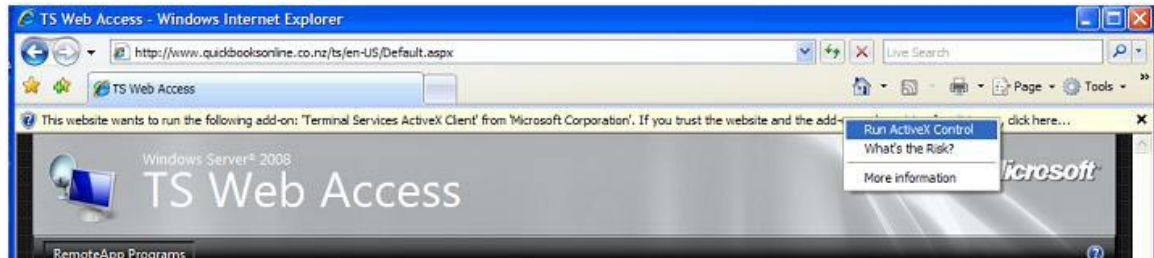 TS Web Access - Windows Internet Explorer
http://www.quickbooksonline.co.nz/ts/en-US/Default.aspx
Live Search
TS Web Access
Page
Tools
This website wants to run the following add-on: 'Terminal Services ActiveX Client' from 'Microsoft Corporation'. If you trust the website and the add- click here...
Run ActiveX Control
What's the Risk?
More information
Windows Server® 2008
TS Web Access
Microsoft
RemoteApp Programs